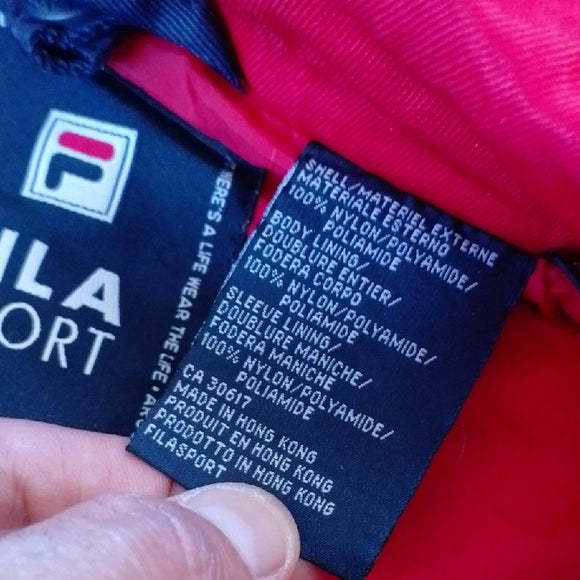 F
ILA
ORT
HERE'S A LIFE WEAR THE LIFE •
SHELL/MATERIEL EXTERNE
MATERIALE ESTERNO
100% NYLON/POLYAMIDE/
POLIAMIDE
BODY LINING/
DOUBLURE ENTIER/
FODERA CORPO
100% NYLON/POLYAMIDE/
POLIAMIDE
SLEEVE LINING/
DOUBLURE MANICHE/
FODERA MANICHE
100% NYLON/POLYAMIDE/
POLIAMIDE
CA 30617
MADE IN HONG KONG
PRODUIT EN HONG KONG
PRODOTTO IN HONG KONG
FILASPORT